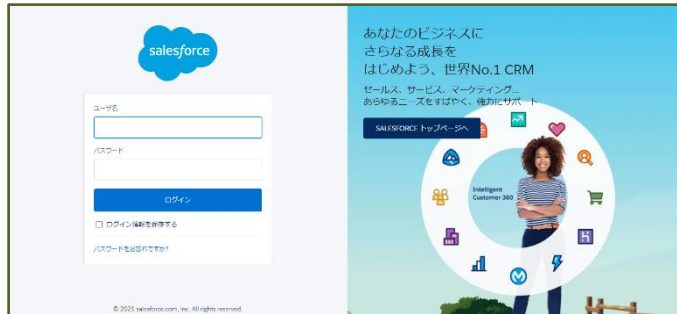 salesforce
ユーザ名
パスワード
ログイン
ログイン情報を保存する
パスワードをお忘れですか?
© 2021 salesforce.com, inc. All rights reserved.
あなたのビジネスに
さらなる成長を
はじめよう、世界No.1 CRM
セールス、サービス、マーケティング...
あらゆるニーズをすばやく、強力にサポート
SALESFORCE トップページへ
Intelligent
Customer 360